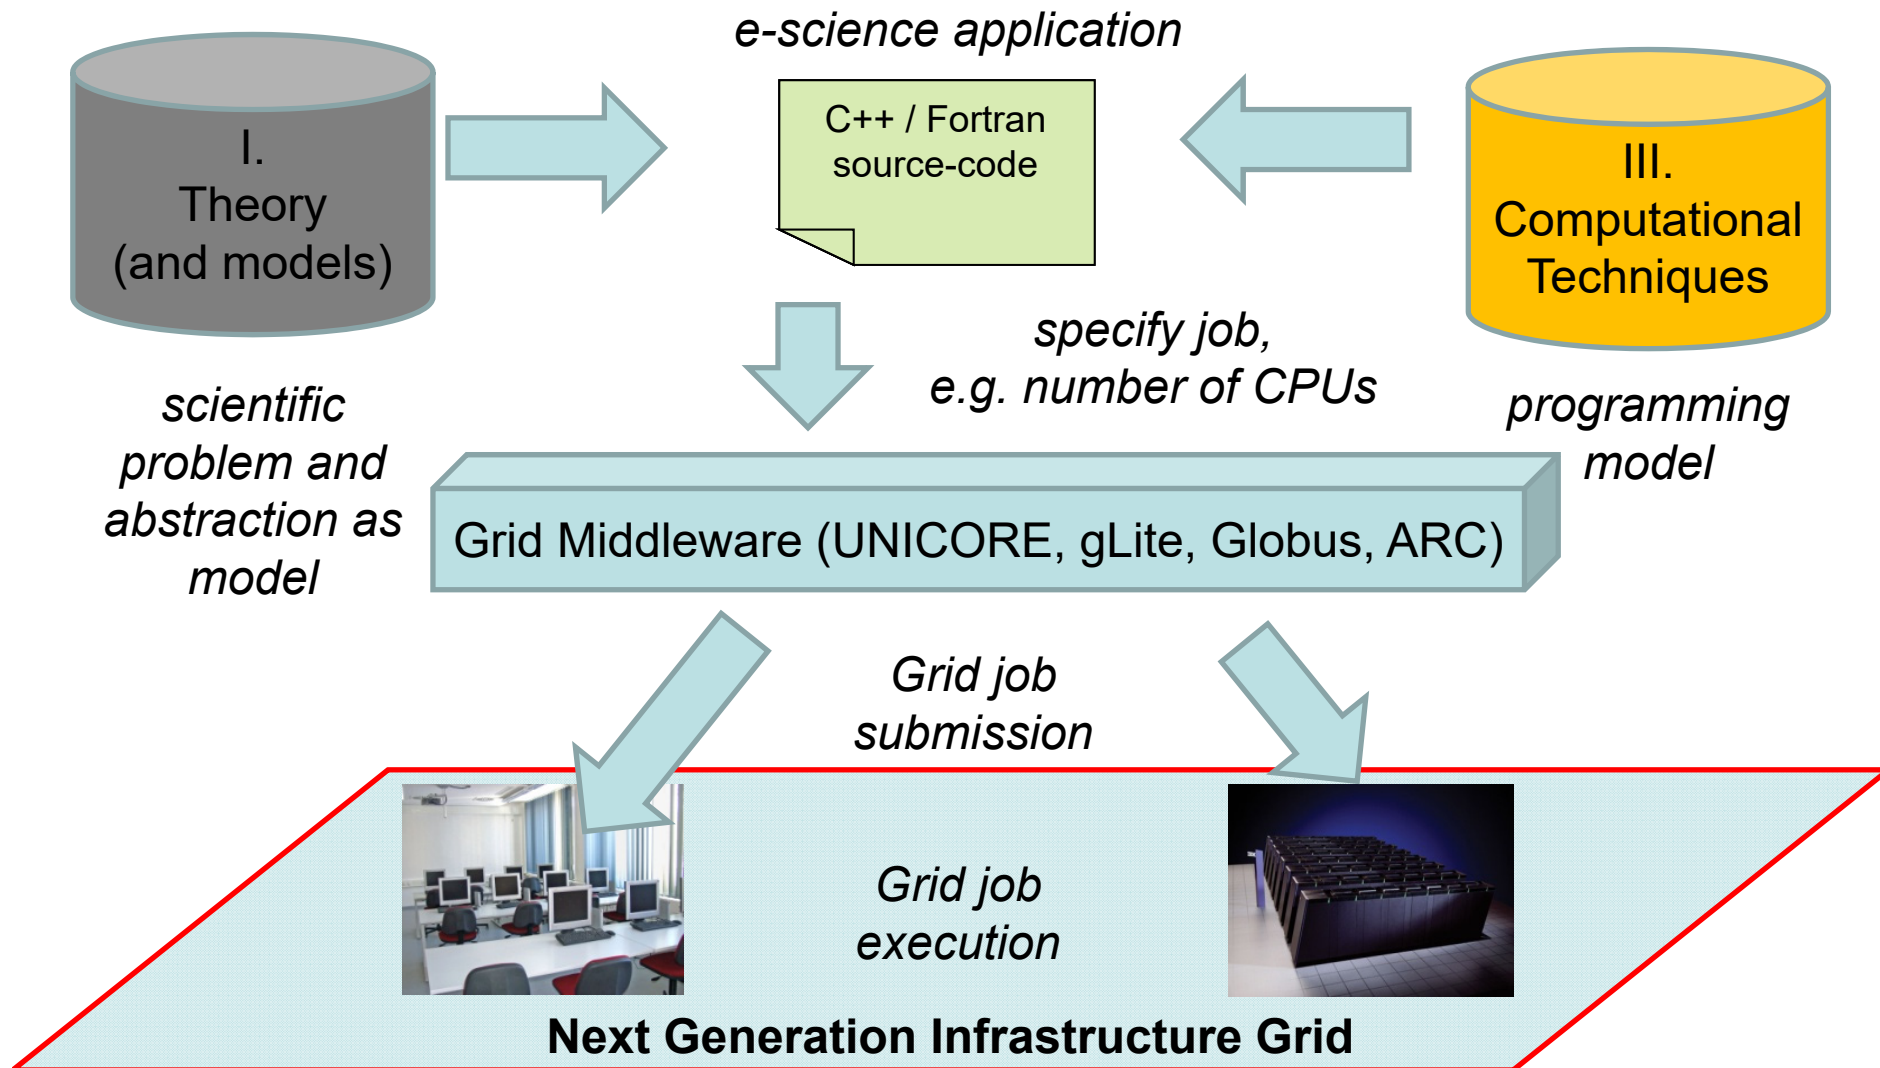 e-science application
I.
Theory
(and models)
C++ / Fortran
source-code
III.
Computational
Techniques
scientific
problem and
abstraction as
model
specify job,
e.g. number of CPUs
programming
model
Grid Middleware (UNICORE, gLite, Globus, ARC)
Grid job
submission
Grid job
execution
Next Generation Infrastructure Grid